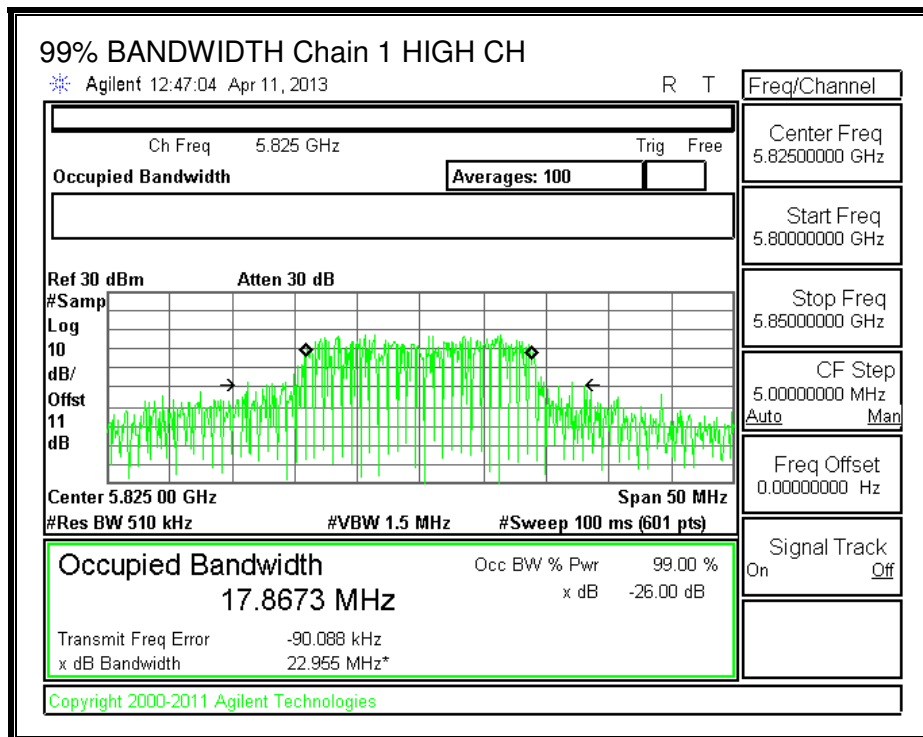 99% BANDWIDTH Chain 1 HIGH CH
Agilent 12:47:04 Apr 11, 2013 R T
Freq/Channel
Ch Freq 5.825 GHz Trig Free
Occupied Bandwidth Averages: 100
Center Freq
5.82500000 GHz
Start Freq
5.80000000 GHz
Stop Freq
5.85000000 GHz
CF Step
5.00000000 MHz
Auto Man
Freq Offset
0.00000000 Hz
Signal Track
On Off
Ref 30 dBm Atten 30 dB
#Samp
Log
10
dB/
Offst
11
dB
Center 5.825 00 GHz Span 50 MHz
#Res BW 510 kHz #VBW 1.5 MHz #Sweep 100 ms (601 pts)
Occupied Bandwidth Occ BW % Pwr 99.00 %
17.8673 MHz x dB -26.00 dB
Transmit Freq Error -90.088 kHz
x dB Bandwidth 22.955 MHz*
Copyright 2000-2011 Agilent Technologies